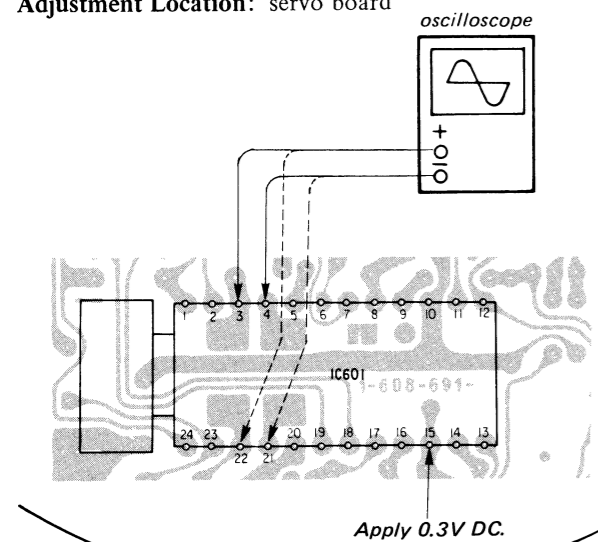 Adjustment Location: servo board
oscilloscope
+
−
1 2 3 4 5 6 7 8 9 10 11 12
IC601
1-608-691-
24 23 22 21 20 19 18 17 16 15 14 13
Apply 0.3V DC.